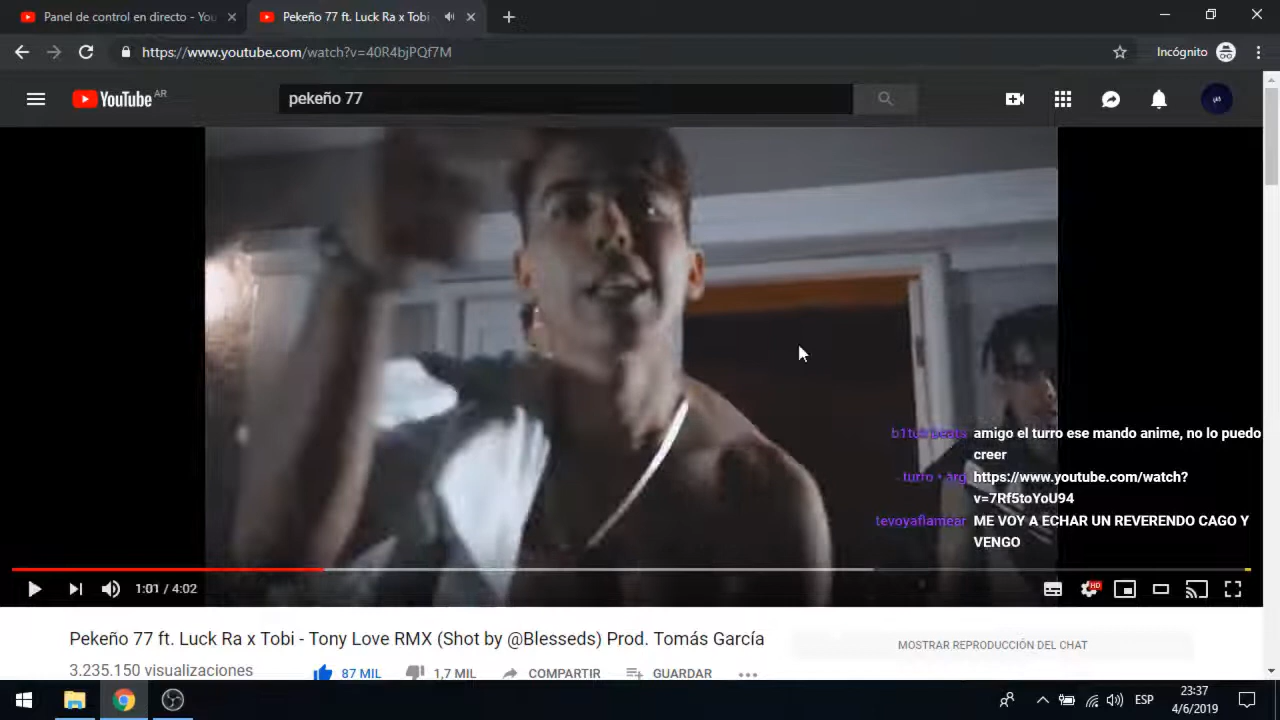 Panel de control en directo - You
Pekeño 77 ft. Luck Ra x Tobi
https://www.youtube.com/watch?v=40R4bjPQf7M
Incógnito
YouTube AR
pekeño 77
amigo el turro ese mando anime, no lo puedo
creer
turro • arg https://www.youtube.com/watch?
v=7Rf5toYoU94
tevoyaflamear ME VOY A ECHAR UN REVERENDO CAGO Y
VENGO
1:01 / 4:02
HD
Pekeño 77 ft. Luck Ra x Tobi - Tony Love RMX (Shot by @Blesseds) Prod. Tomás García
MOSTRAR REPRODUCCIÓN DEL CHAT
3.235.150 visualizaciones
87 MIL
1,7 MIL
COMPARTIR
GUARDAR
ESP
23:37
4/6/2019